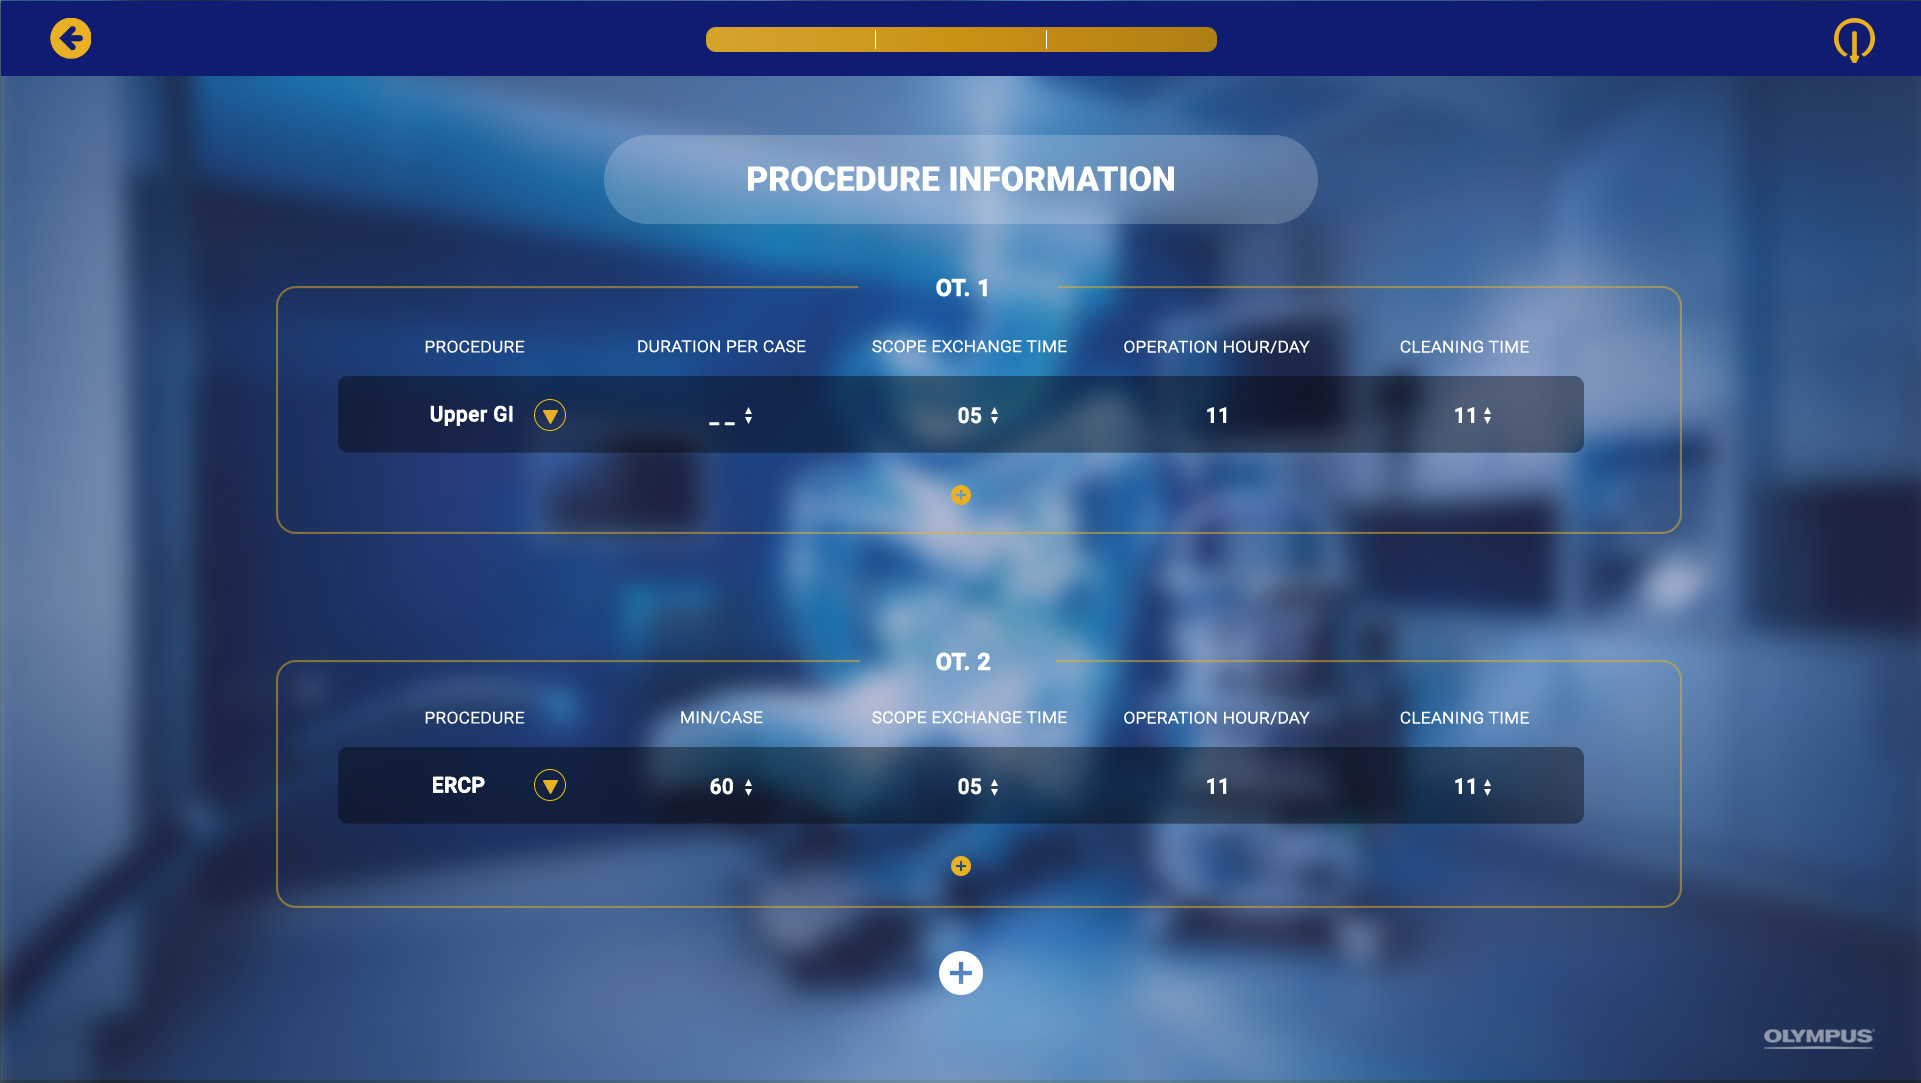 PROCEDURE INFORMATION
OT. 1
PROCEDURE DURATION PER CASE SCOPE EXCHANGE TIME OPERATION HOUR/DAY CLEANING TIME
Upper GI _ _ 05 11 11
OT. 2
PROCEDURE MIN/CASE SCOPE EXCHANGE TIME OPERATION HOUR/DAY CLEANING TIME
ERCP 60 05 11 11
OLYMPUS